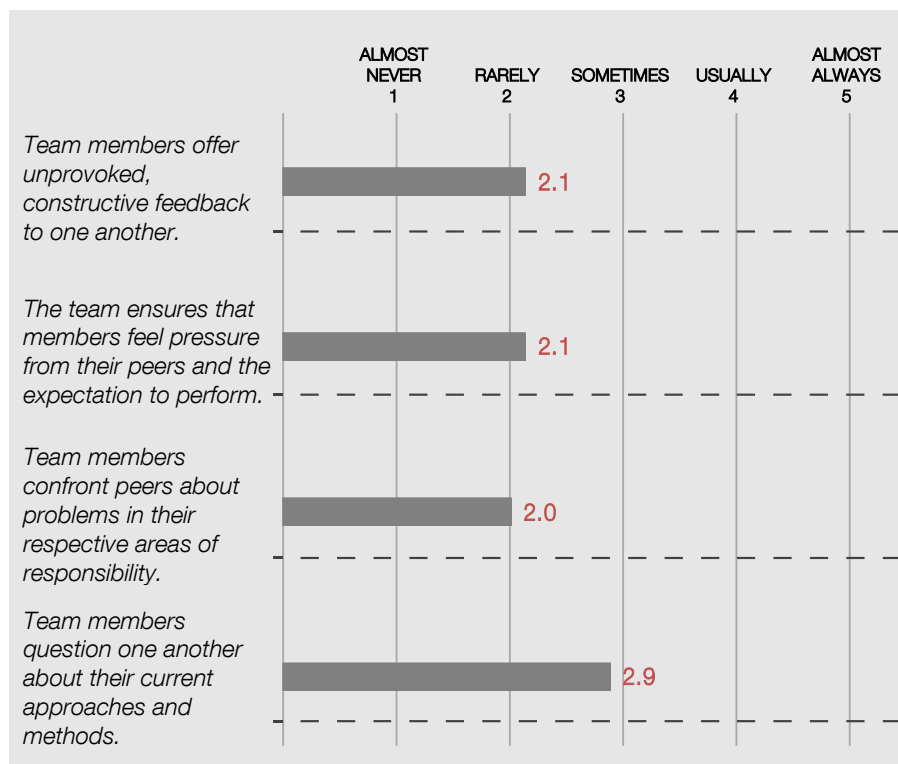 ALMOST
NEVER
1
RARELY
2
SOMETIMES
3
USUALLY
4
ALMOST
ALWAYS
5
Team members offer
unprovoked,
constructive feedback
to one another.
2.1
The team ensures that
members feel pressure
from their peers and the
expectation to perform.
2.1
Team members
confront peers about
problems in their
respective areas of
responsibility.
2.0
Team members
question one another
about their current
approaches and
methods.
2.9